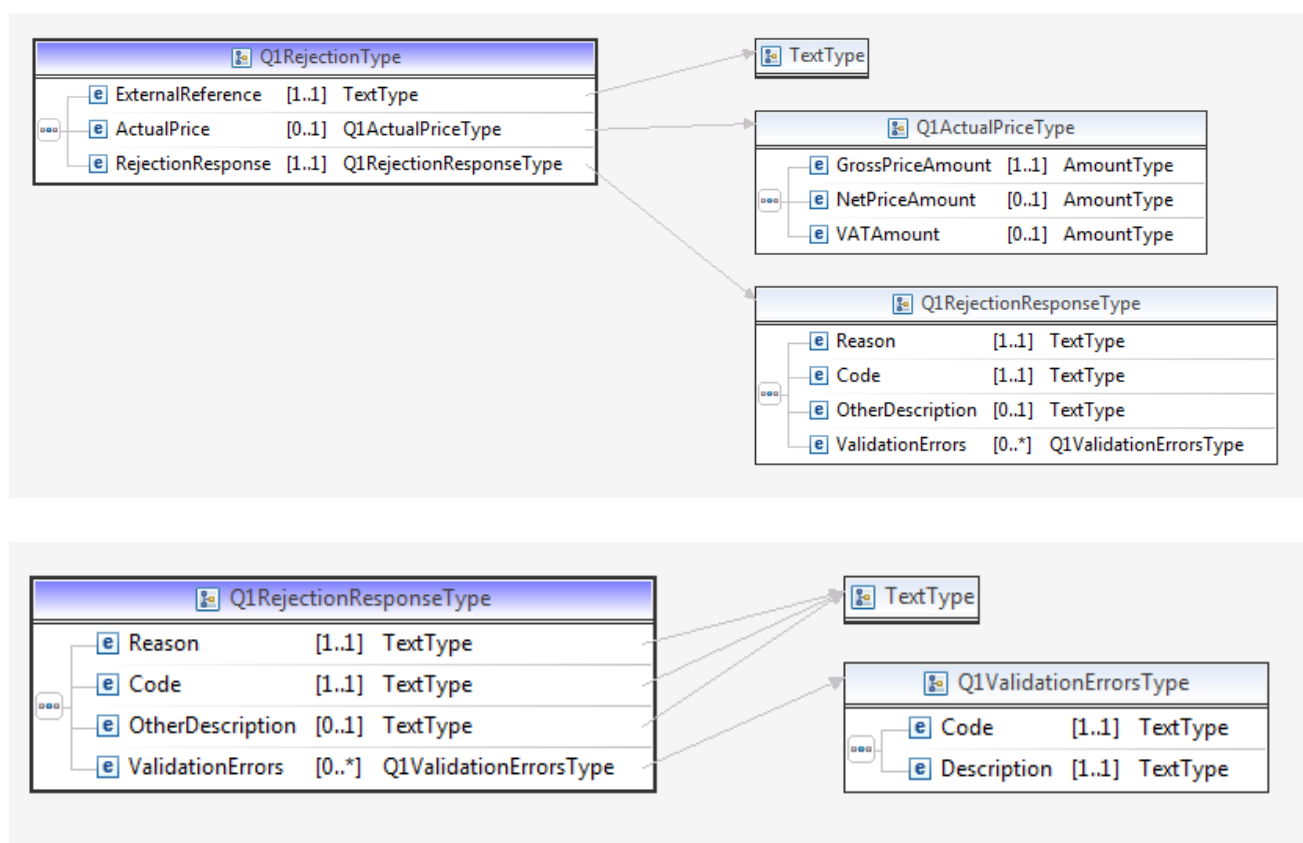 Q1RejectionType
e ExternalReference [1..1] TextType
e ActualPrice [0..1] Q1ActualPriceType
e RejectionResponse [1..1] Q1RejectionResponseType
TextType
Q1ActualPriceType
e GrossPriceAmount [1..1] AmountType
e NetPriceAmount [0..1] AmountType
e VATAmount [0..1] AmountType
Q1RejectionResponseType
e Reason [1..1] TextType
e Code [1..1] TextType
e OtherDescription [0..1] TextType
e ValidationErrors [0..*] Q1ValidationErrorsType
Q1RejectionResponseType
e Reason [1..1] TextType
e Code [1..1] TextType
e OtherDescription [0..1] TextType
e ValidationErrors [0..*] Q1ValidationErrorsType
TextType
Q1ValidationErrorsType
e Code [1..1] TextType
e Description [1..1] TextType